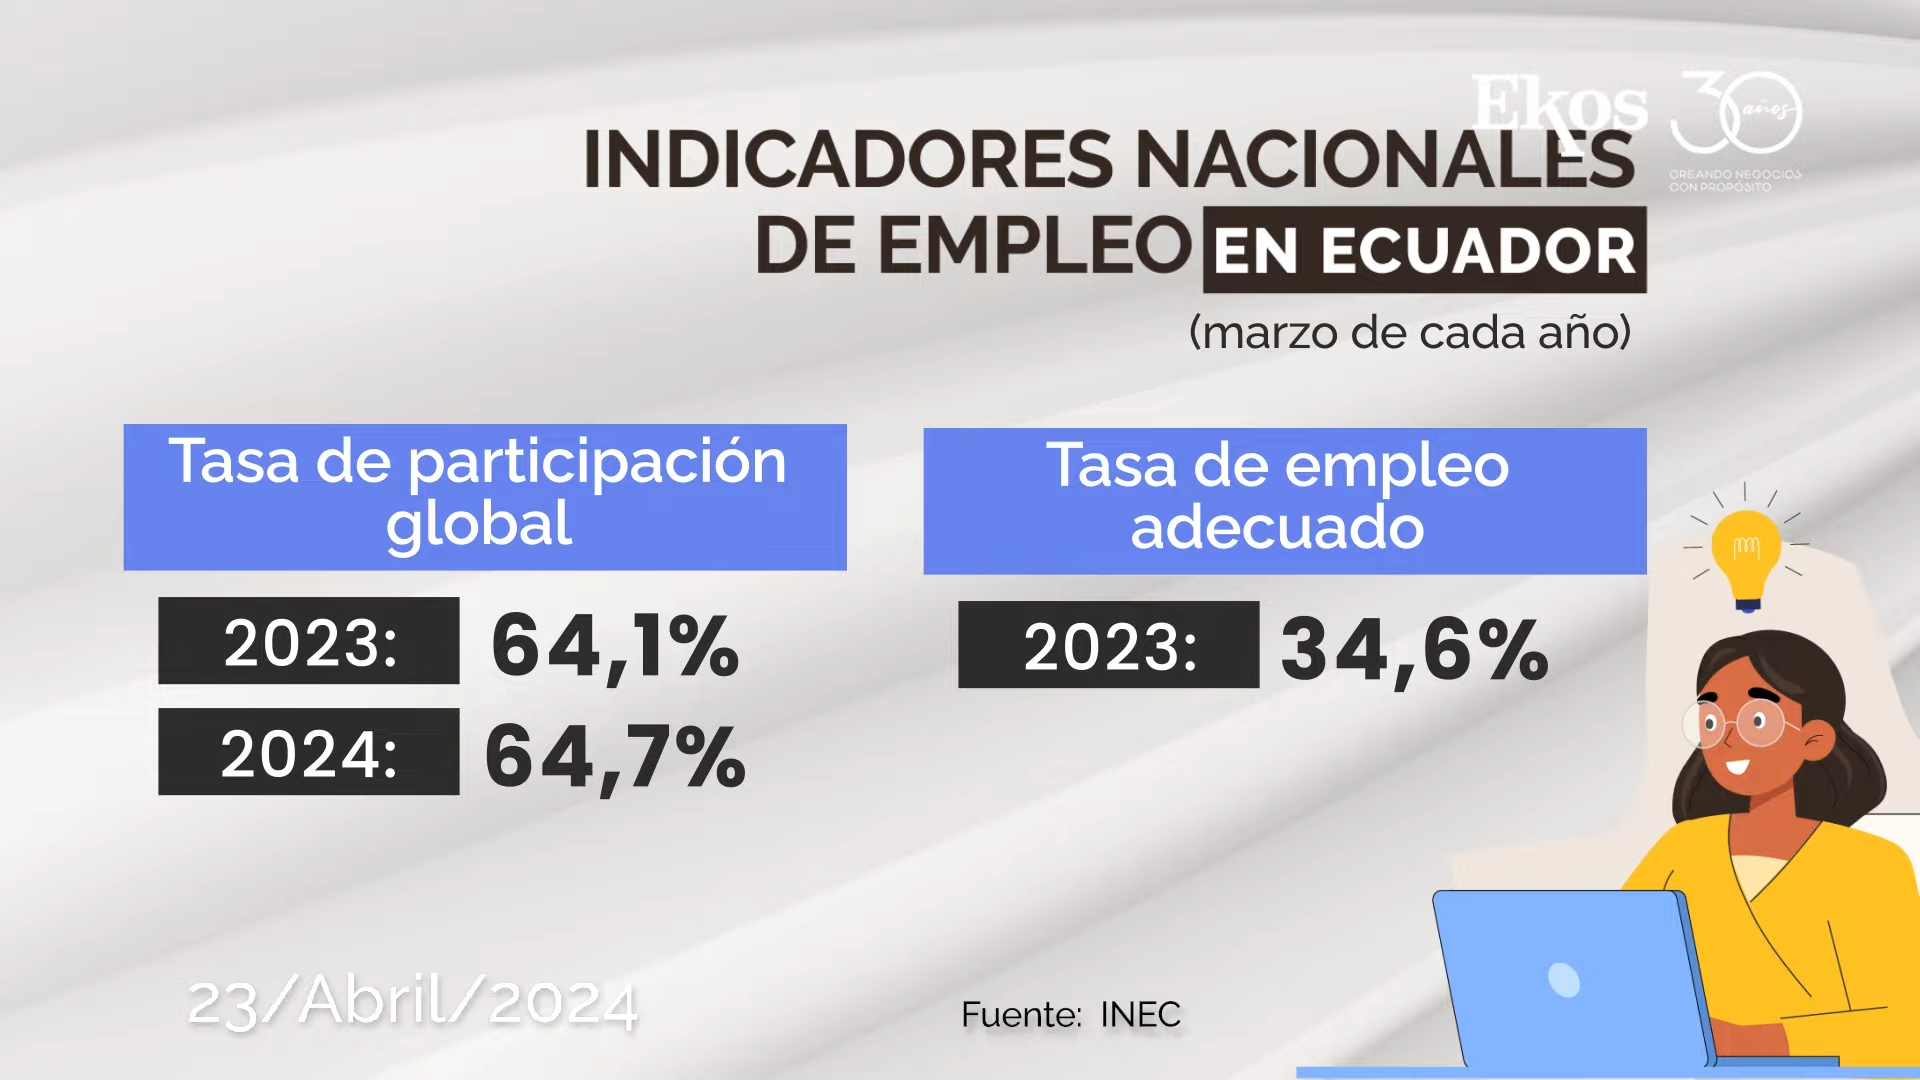 Ekos 30 años
CREANDO NEGOCIOS
CON PROPÓSITO
INDICADORES NACIONALES
DE EMPLEO EN ECUADOR
(marzo de cada año)
Tasa de participación
global
2023: 64,1%
2024: 64,7%
Tasa de empleo
adecuado
2023: 34,6%
23/Abril/2024
Fuente: INEC